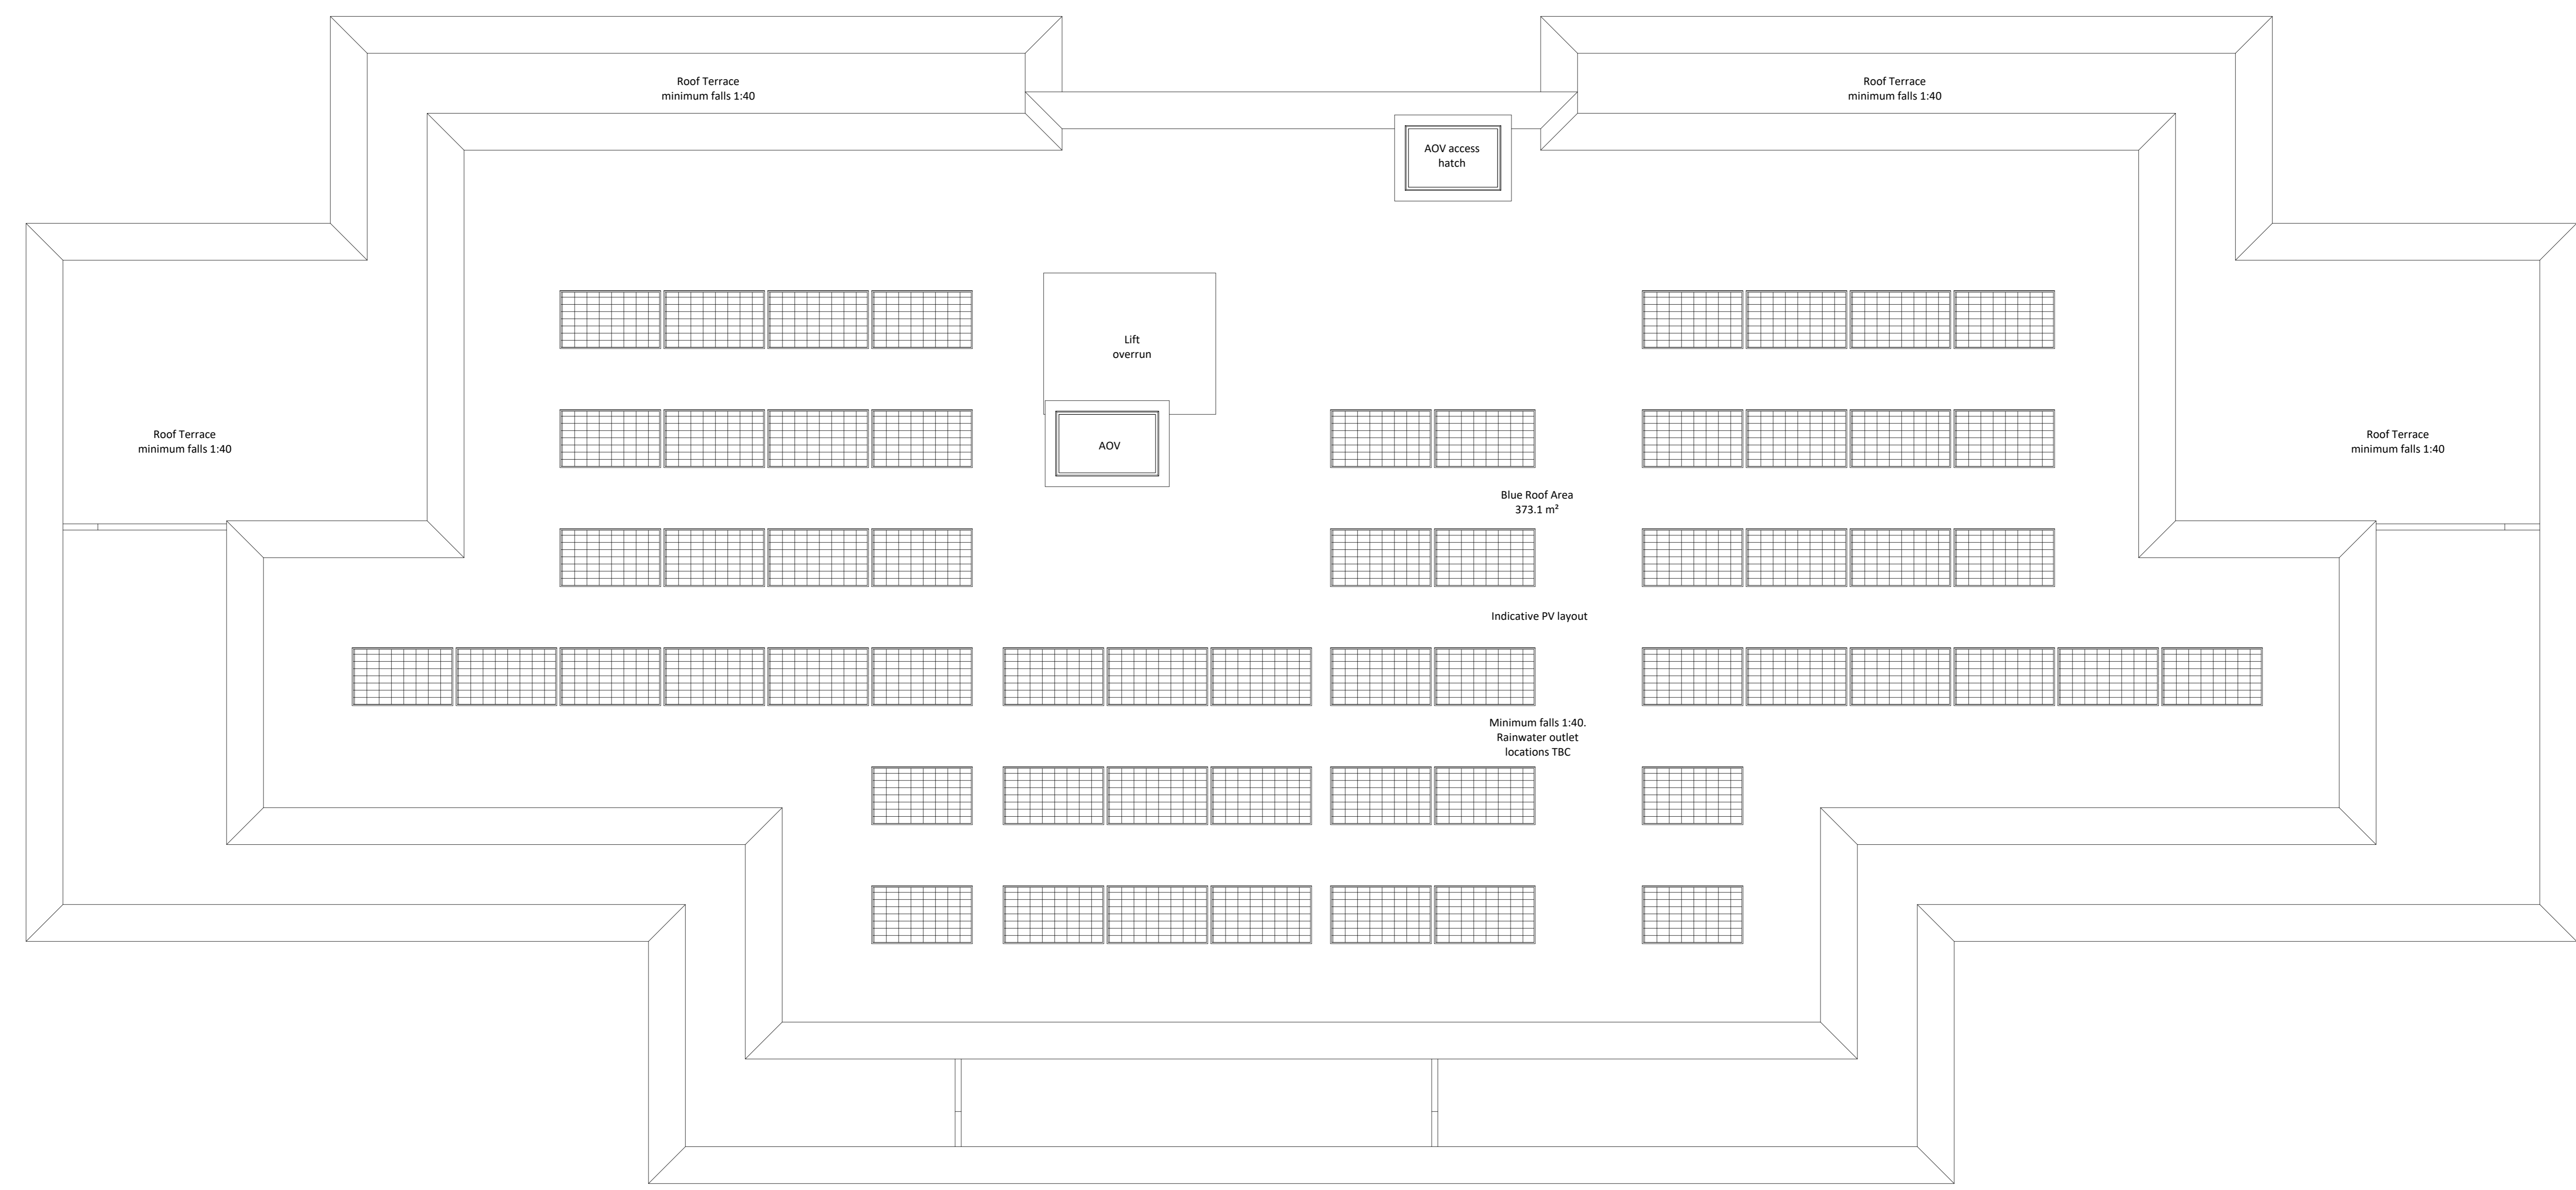 Roof Terrace
minimum falls 1:40
Roof Terrace
minimum falls 1:40
AOV access
hatch
Lift
overrun
Roof Terrace
minimum falls 1:40
AOV
Roof Terrace
minimum falls 1:40
Blue Roof Area
373.1 m²
Indicative PV layout
Minimum falls 1:40.
Rainwater outlet
locations TBC